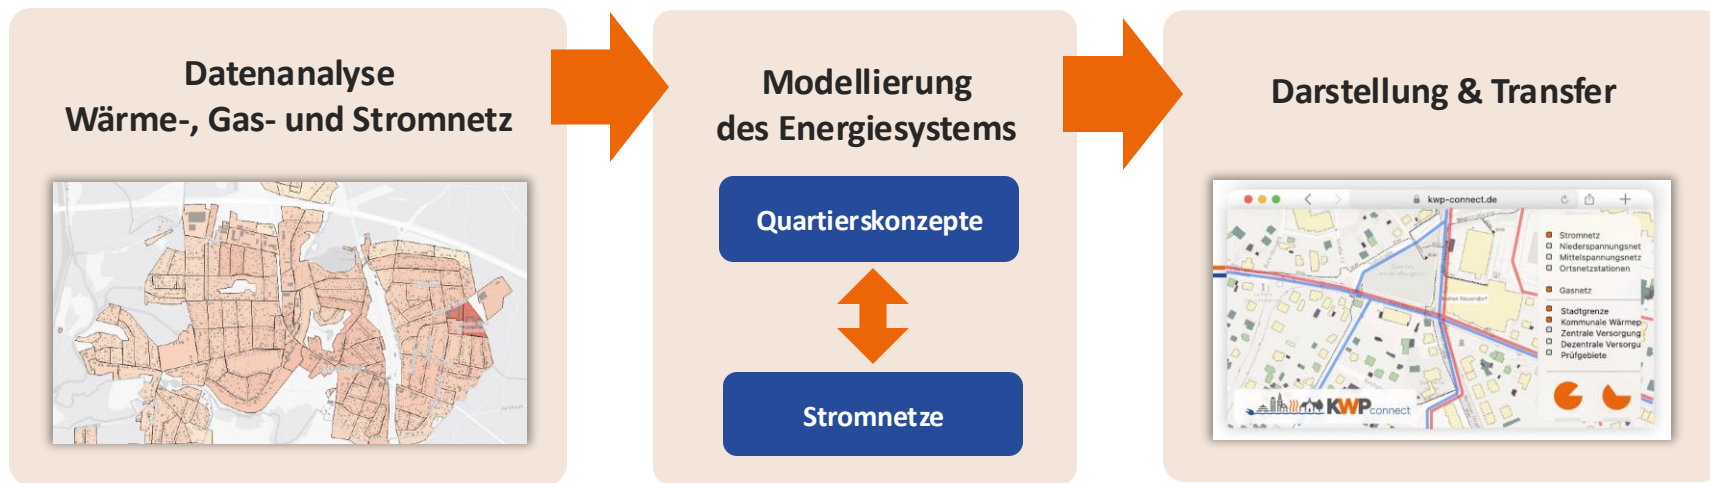 Datenanalyse
Wärme-, Gas- und Stromnetz
Modellierung
des Energiesystems
Quartierskonzepte
Stromnetze
Darstellung & Transfer
kwp-connect.de
Stromnetz
Niederspannungsnet
Mittelspannungsnetz
Ortsnetzstationen
Gasnetz
Stadtgrenze
Kommunale Wärmep
Zentrale Versorgung
Dezentrale Versorgu
Prüfgebiete
KWPconnect